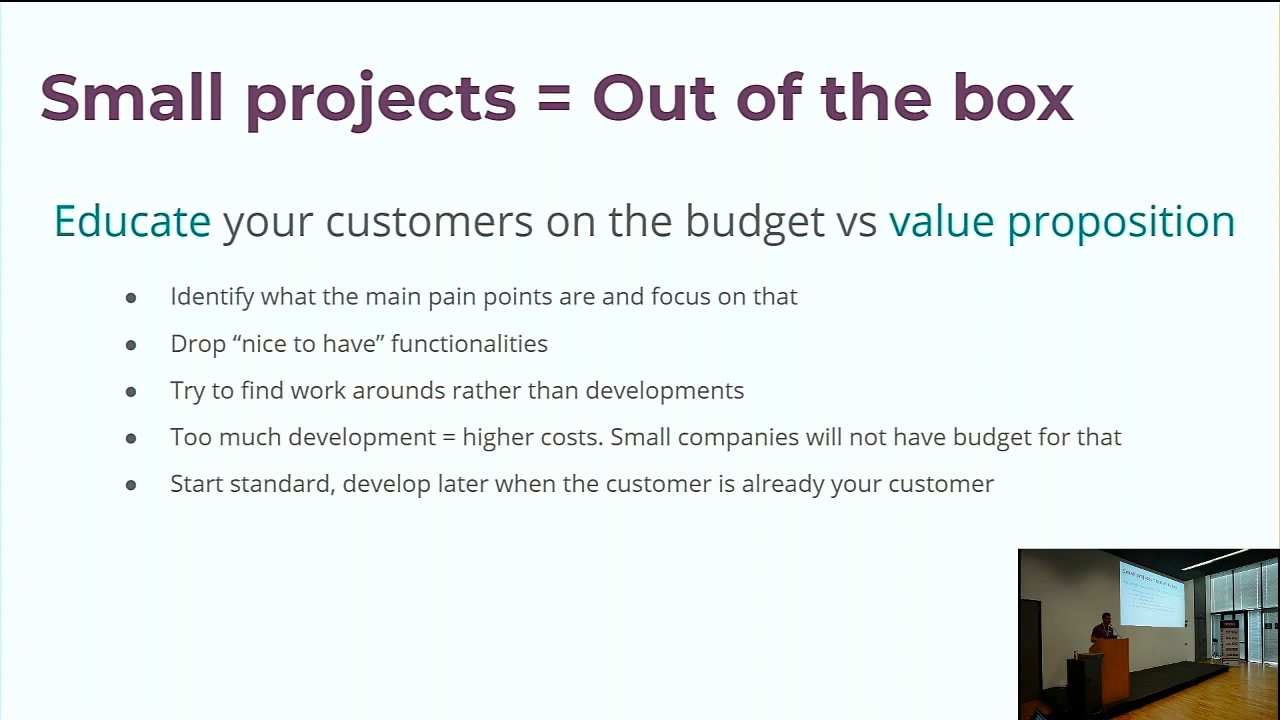 Small projects = Out of the box
Educate your customers on the budget vs value proposition
● Identify what the main pain points are and focus on that
● Drop “nice to have” functionalities
● Try to find work arounds rather than developments
● Too much development = higher costs. Small companies will not have budget for that
● Start standard, develop later when the customer is already your customer